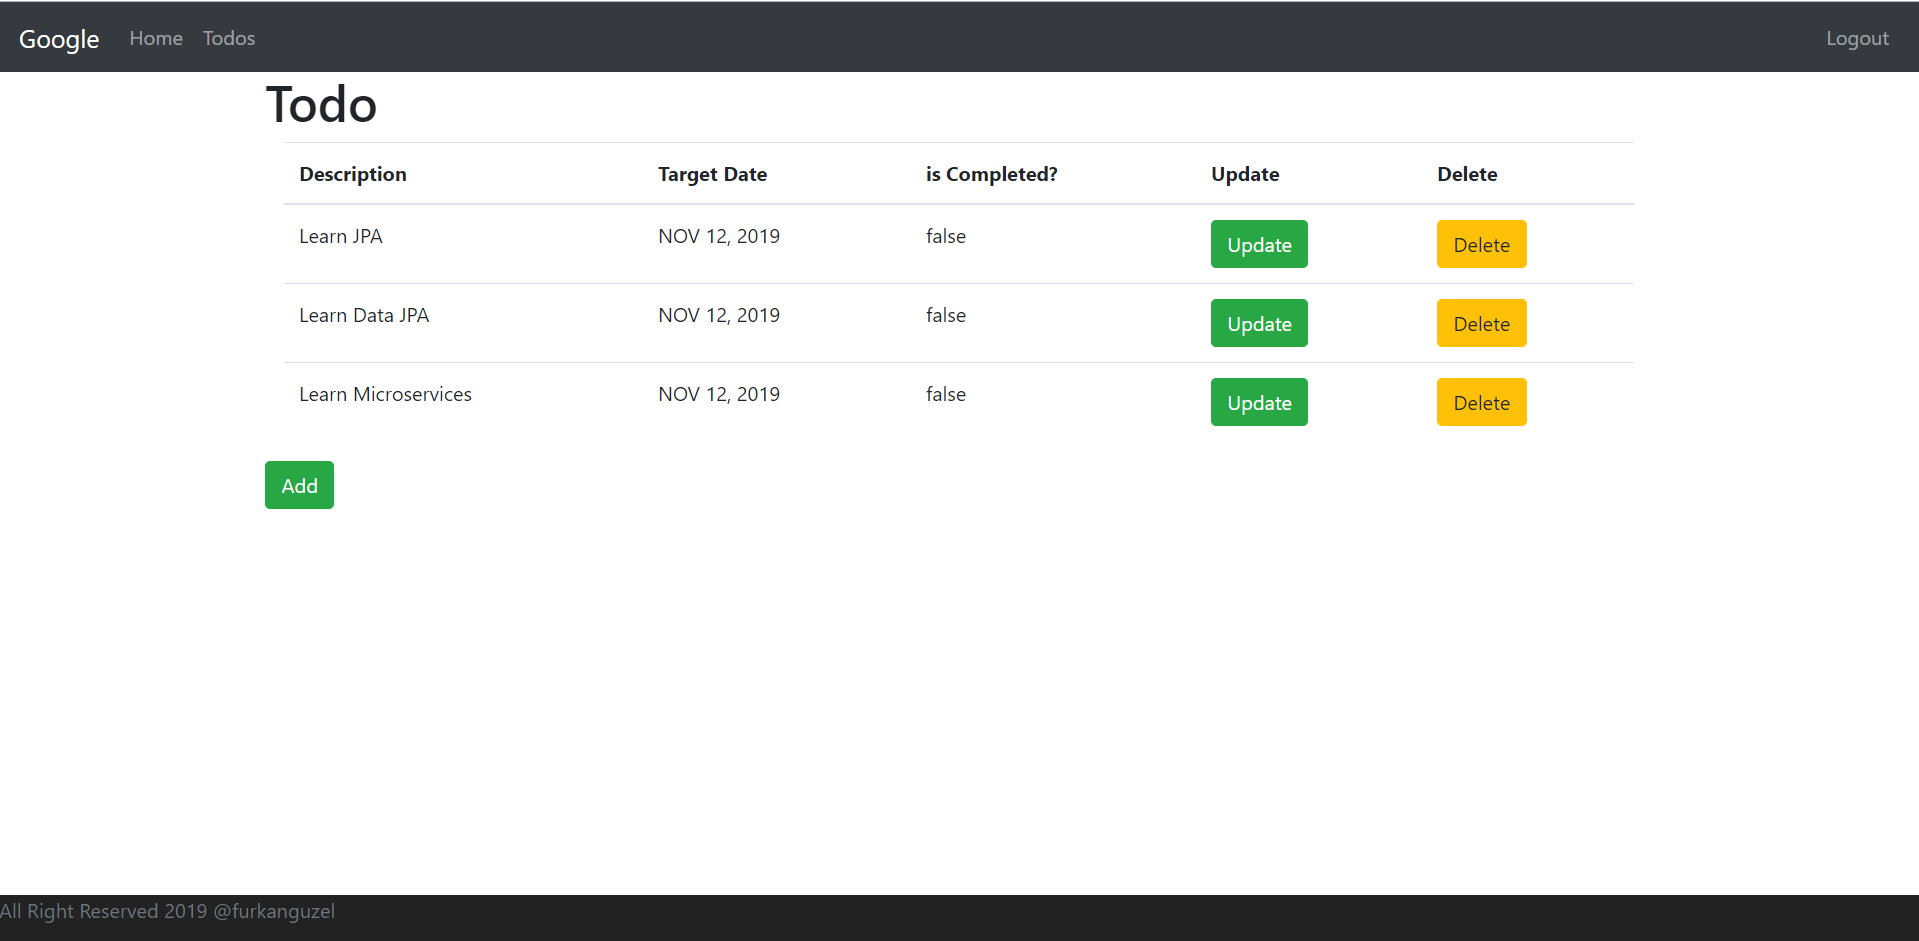 Google Home Todos Logout
Todo
Description Target Date is Completed? Update Delete
Learn JPA NOV 12, 2019 false Update Delete
Learn Data JPA NOV 12, 2019 false Update Delete
Learn Microservices NOV 12, 2019 false Update Delete
Add
All Right Reserved 2019 @furkanguzel